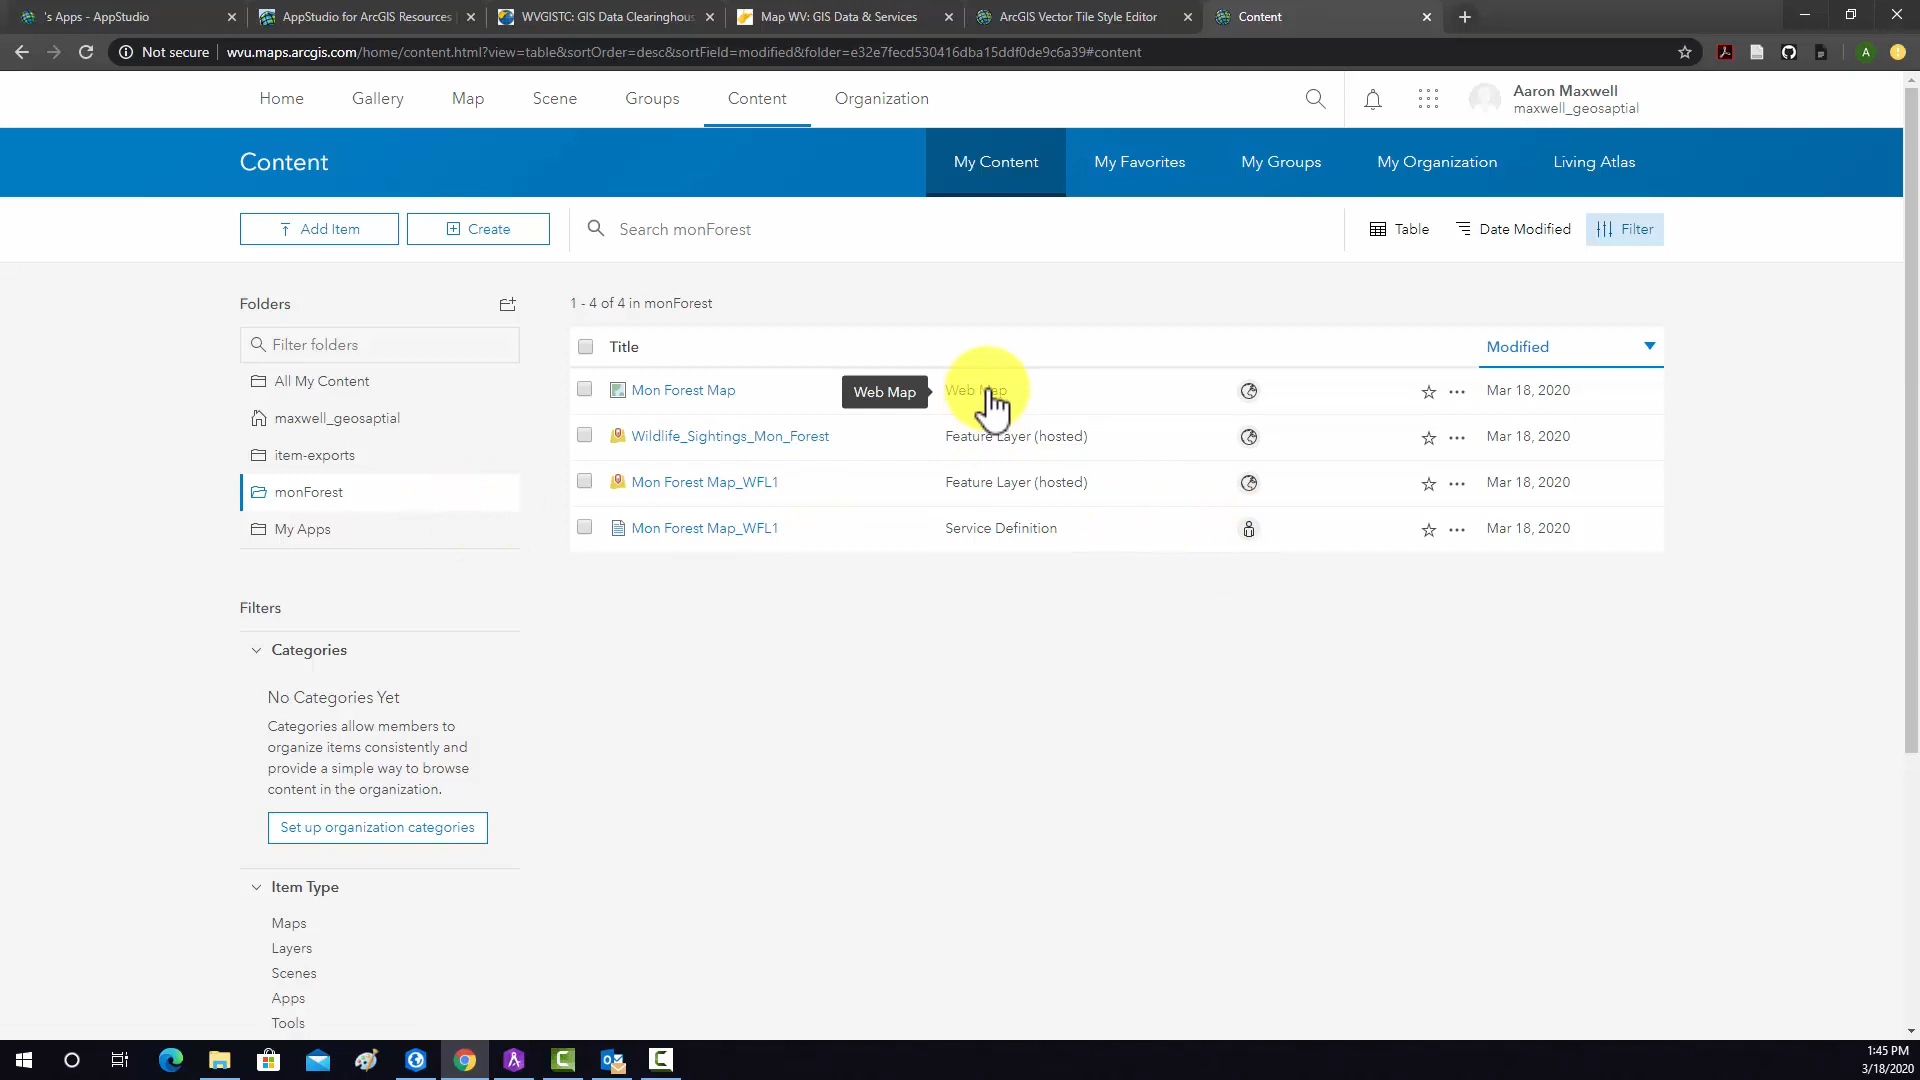 's Apps - AppStudio
AppStudio for ArcGIS Resources
WVGISTC: GIS Data Clearinghous
Map WV: GIS Data & Services
ArcGIS Vector Tile Style Editor
Content
Not secure
wvu.maps.arcgis.com/home/content.html?view=table&sortOrder=desc&sortField=modified&folder=e32e7fecd530416dba15ddf0de9c6a39#content
A
Home
Gallery
Map
Scene
Groups
Content
Organization
Aaron Maxwell
maxwell_geosaptial
Content
My Content
My Favorites
My Groups
My Organization
Living Atlas
Add Item
Create
Search monForest
Table
Date Modified
Filter
Folders
Filter folders
All My Content
maxwell_geosaptial
item-exports
monForest
My Apps
1 - 4 of 4 in monForest
Title
Modified
Mon Forest Map
Web Map
Web Map
Mar 18, 2020
Wildlife_Sightings_Mon_Forest
Feature Layer (hosted)
Mar 18, 2020
Mon Forest Map_WFL1
Feature Layer (hosted)
Mar 18, 2020
Mon Forest Map_WFL1
Service Definition
Mar 18, 2020
Filters
Categories
No Categories Yet
Categories allow members to
organize items consistently and
provide a simple way to browse
content in the organization.
Set up organization categories
Item Type
Maps
Layers
Scenes
Apps
Tools
1:45 PM
3/18/2020